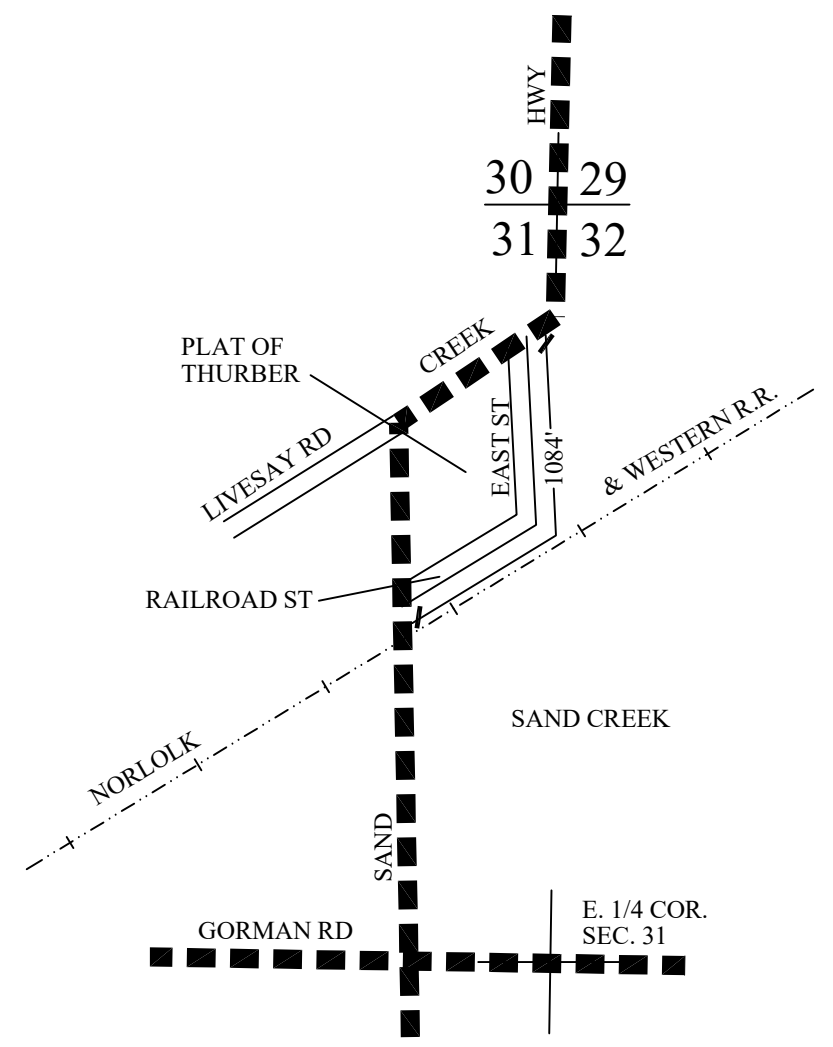 HWY
30 29
31 32
CREEK
PLAT OF
THURBER
LIVESAY RD
EAST ST
1084'
& WESTERN R.R.
RAILROAD ST
SAND CREEK
NORLOLK
SAND
E. 1/4 COR.
SEC. 31
GORMAN RD